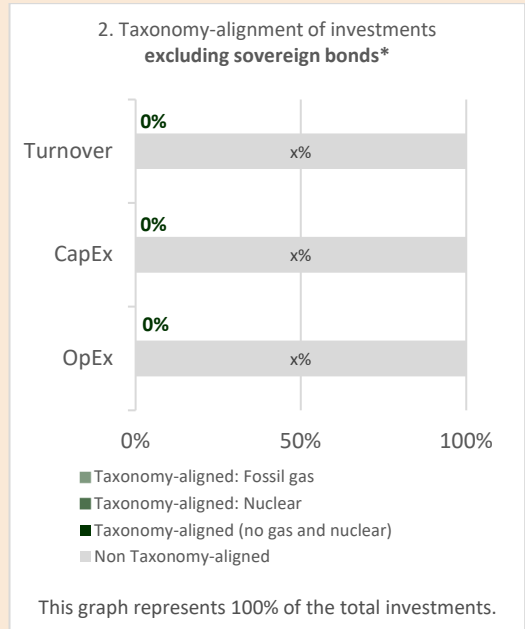 2. Taxonomy-alignment of investments
excluding sovereign bonds*
0%
Turnover
x%
0%
CapEx
x%
0%
OpEx
x%
0% 50% 100%
Taxonomy-aligned: Fossil gas
Taxonomy-aligned: Nuclear
Taxonomy-aligned (no gas and nuclear)
Non Taxonomy-aligned
This graph represents 100% of the total investments.